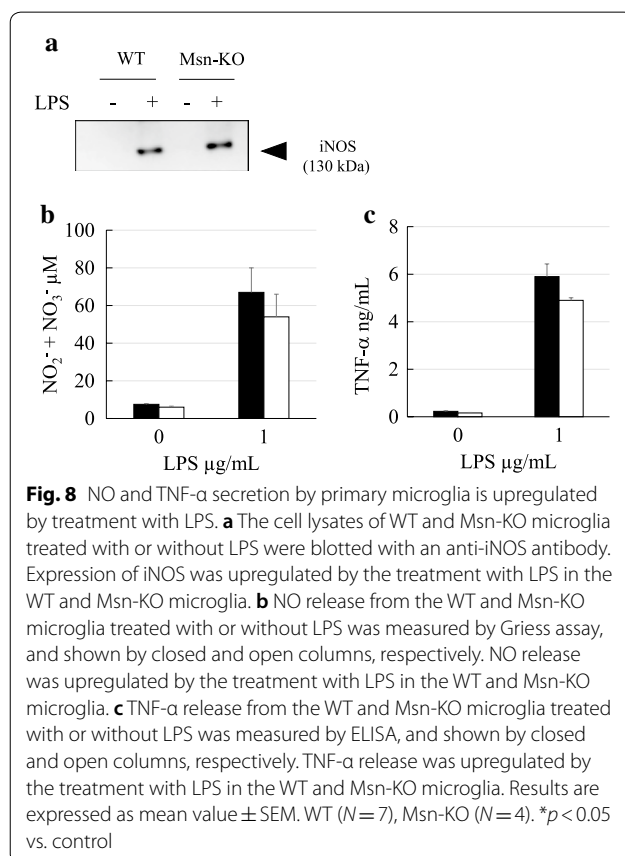 a
WT Msn-KO
LPS - + - +
iNOS
(130 kDa)
b
100
80
60
40
20
0
NO₂⁻ + NO₃⁻ μM
0 1
LPS μg/mL
c
8
6
4
2
0
TNF-α ng/mL
0 1
LPS μg/mL
Fig. 8 NO and TNF-α secretion by primary microglia is upregulated
by treatment with LPS. a The cell lysates of WT and Msn-KO microglia
treated with or without LPS were blotted with an anti-iNOS antibody.
Expression of iNOS was upregulated by the treatment with LPS in the
WT and Msn-KO microglia. b NO release from the WT and Msn-KO
microglia treated with or without LPS was measured by Griess assay,
and shown by closed and open columns, respectively. NO release
was upregulated by the treatment with LPS in the WT and Msn-KO
microglia. c TNF-α release from the WT and Msn-KO microglia treated
with or without LPS was measured by ELISA, and shown by closed
and open columns, respectively. TNF-α release was upregulated by
the treatment with LPS in the WT and Msn-KO microglia. Results are
expressed as mean value ± SEM. WT (N = 7), Msn-KO (N = 4). *p < 0.05
vs. control